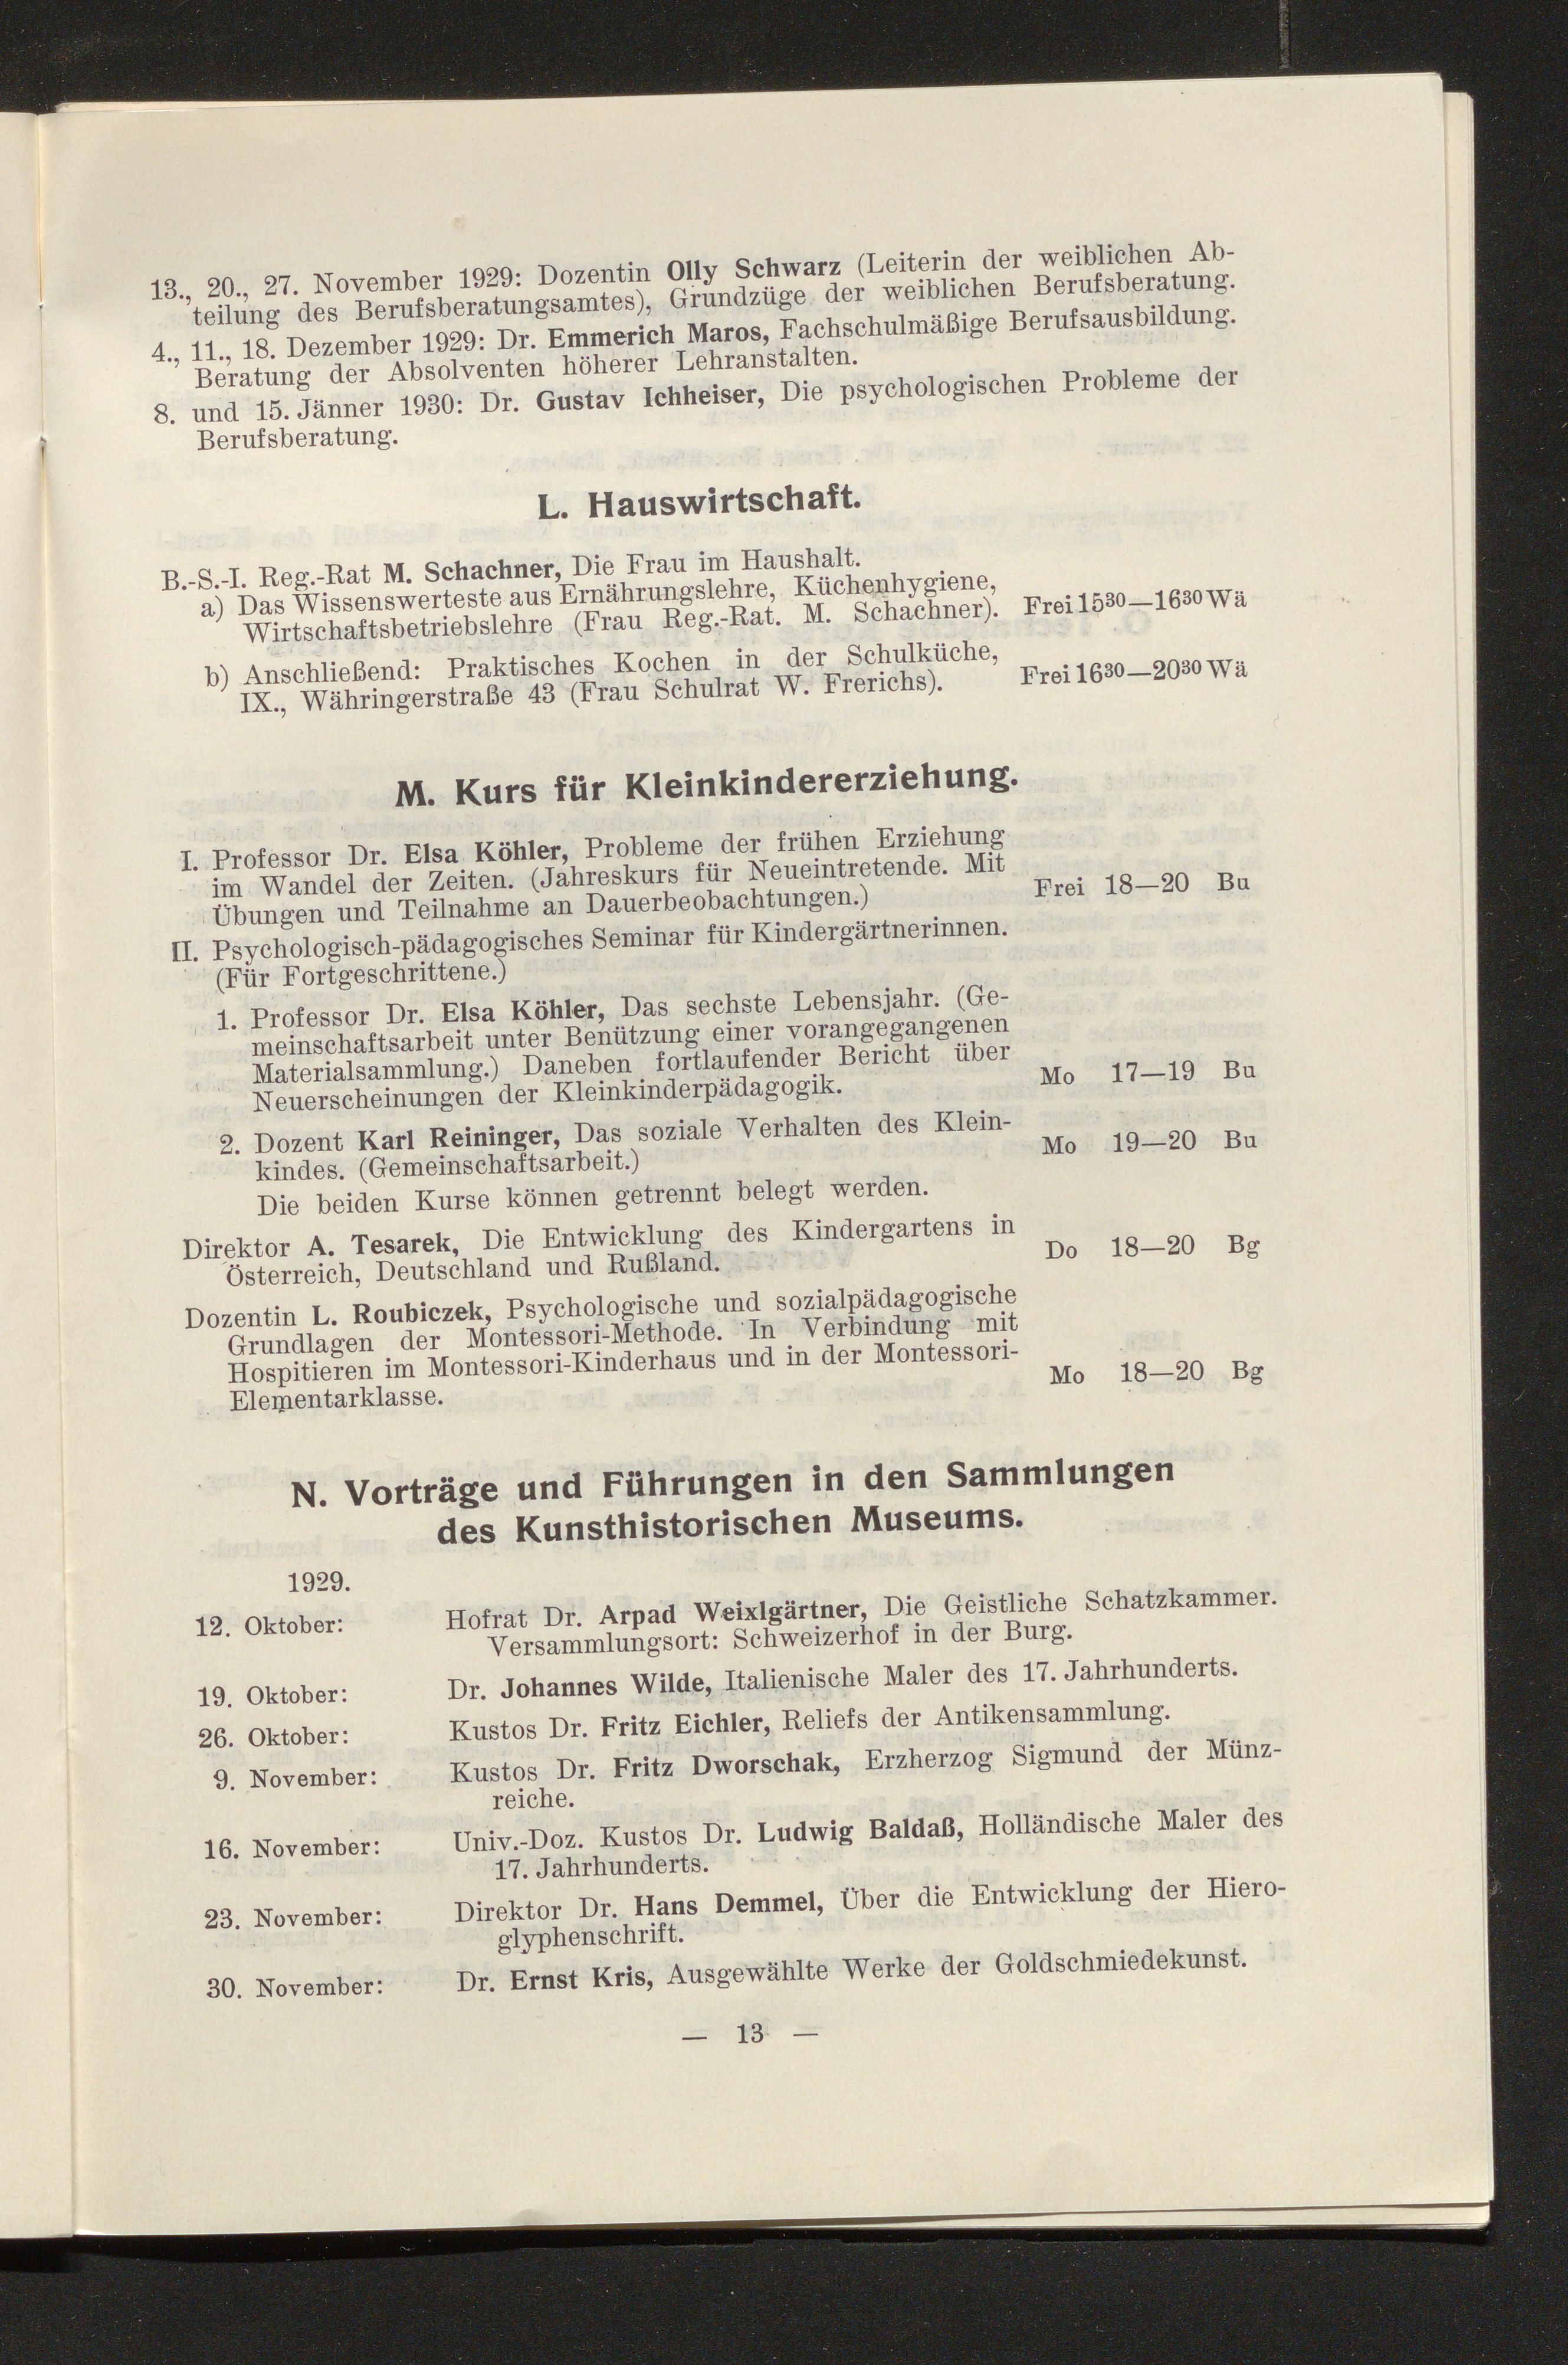 13., 20., 27. November 1929: Dozentin Olly Schwarz (Leiterin der weiblichen Ab-
teilung des Berufsberatungsamtes), Grundzüge der weiblichen Berufsberatung.
4., 11., 18. Dezember 1929: Dr. Emmerich Maros, Fachschulmäßige Berufsausbildung.
Beratung der Absolventen höherer Lehranstalten.
8. und 15. Jänner 1930: Dr. Gustav Ichheiser, Die psychologischen Probleme der
Berufsberatung.
L. Hauswirtschaft.
B.-S.-I. Reg.-Rat M. Schachner, Die Frau im Haushalt.
a) Das Wissenswerteste aus Ernährungslehre, Küchenhygiene,
Wirtschaftsbetriebslehre (Frau Reg.-Rat. M. Schachner). Frei 15³⁰—16³⁰ Wä
b) Anschließend: Praktisches Kochen in der Schulküche,
IX., Währingerstraße 43 (Frau Schulrat W. Frerichs). Frei 16³⁰—20³⁰ Wä
M. Kurs für Kleinkindererziehung.
I. Professor Dr. Elsa Köhler, Probleme der frühen Erziehung
im Wandel der Zeiten. (Jahreskurs für Neueintretende. Mit
Übungen und Teilnahme an Dauerbeobachtungen.) Frei 18—20 Bu
II. Psychologisch-pädagogisches Seminar für Kindergärtnerinnen.
(Für Fortgeschrittene.)
1. Professor Dr. Elsa Köhler, Das sechste Lebensjahr. (Ge-
meinschaftsarbeit unter Benützung einer vorangegangenen
Materialsammlung.) Daneben fortlaufender Bericht über
Neuerscheinungen der Kleinkinderpädagogik. Mo 17—19 Bu
2. Dozent Karl Reininger, Das soziale Verhalten des Klein-
kindes. (Gemeinschaftsarbeit.) Mo 19—20 Bu
Die beiden Kurse können getrennt belegt werden.
Direktor A. Tesarek, Die Entwicklung des Kindergartens in
Österreich, Deutschland und Rußland. Do 18—20 Bg
Dozentin L. Roubiczek, Psychologische und sozialpädagogische
Grundlagen der Montessori-Methode. In Verbindung mit
Hospitieren im Montessori-Kinderhaus und in der Montessori-
Elementarklasse. Mo 18—20 Bg
N. Vorträge und Führungen in den Sammlungen
des Kunsthistorischen Museums.
1929.
12. Oktober: Hofrat Dr. Arpad Weixlgärtner, Die Geistliche Schatzkammer.
Versammlungsort: Schweizerhof in der Burg.
19. Oktober: Dr. Johannes Wilde, Italienische Maler des 17. Jahrhunderts.
26. Oktober: Kustos Dr. Fritz Eichler, Reliefs der Antikensammlung.
9. November: Kustos Dr. Fritz Dworschak, Erzherzog Sigmund der Münz-
reiche.
16. November: Univ.-Doz. Kustos Dr. Ludwig Baldaß, Holländische Maler des
17. Jahrhunderts.
23. November: Direktor Dr. Hans Demmel, Über die Entwicklung der Hiero-
glyphenschrift.
30. November: Dr. Ernst Kris, Ausgewählte Werke der Goldschmiedekunst.
— 13 —